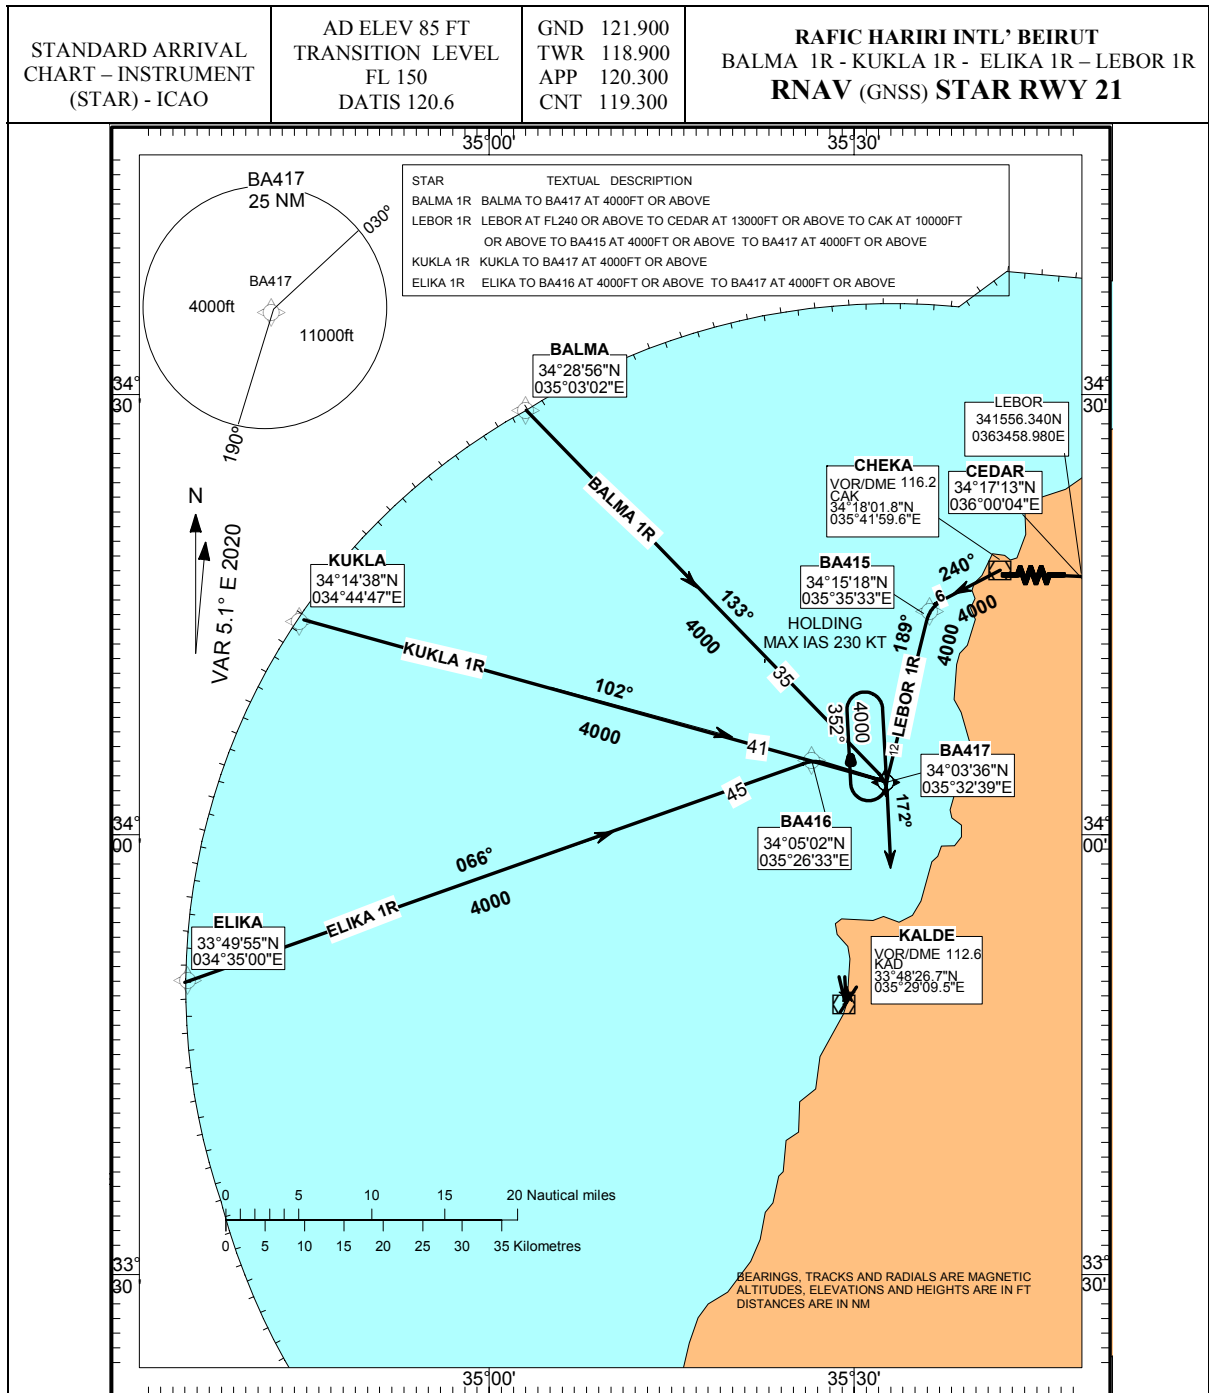 STANDARD ARRIVAL
CHART – INSTRUMENT
(STAR) - ICAO
AD ELEV 85 FT
TRANSITION LEVEL
FL 150
DATIS 120.6
GND 121.900
TWR 118.900
APP 120.300
CNT 119.300
RAFIC HARIRI INTL' BEIRUT
BALMA 1R - KUKLA 1R - ELIKA 1R – LEBOR 1R
RNAV (GNSS) STAR RWY 21
35°00'
35°30'
BA417
25 NM
030°
BA417
4000ft
11000ft
190°
STAR TEXTUAL DESCRIPTION
BALMA 1R BALMA TO BA417 AT 4000FT OR ABOVE
LEBOR 1R LEBOR AT FL240 OR ABOVE TO CEDAR AT 13000FT OR ABOVE TO CAK AT 10000FT
OR ABOVE TO BA415 AT 4000FT OR ABOVE TO BA417 AT 4000FT OR ABOVE
KUKLA 1R KUKLA TO BA417 AT 4000FT OR ABOVE
ELIKA 1R ELIKA TO BA416 AT 4000FT OR ABOVE TO BA417 AT 4000FT OR ABOVE
BALMA
34°28'56"N
035°03'02"E
34°
30'
34°
30'
LEBOR
341556.340N
0363458.980E
CHEKA
VOR/DME 116.2
CAK
34°18'01.8"N
035°41'59.6"E
CEDAR
34°17'13"N
036°00'04"E
N
VAR 5.1° E 2020
BALMA 1R
KUKLA
34°14'38"N
034°44'47"E
BA415
34°15'18"N
035°35'33"E
240°
6
4000
133°
4000
HOLDING
MAX IAS 230 KT
189°
4000
KUKLA 1R
35
LEBOR 1R
102°
4000
352°
4000
41
12
BA417
34°03'36"N
035°32'39"E
45
172°
BA416
34°05'02"N
035°26'33"E
34°
00'
34°
00'
066°
4000
ELIKA 1R
ELIKA
33°49'55"N
034°35'00"E
KALDE
VOR/DME 112.6
KAD
33°48'26.7"N
035°29'09.5"E
0 5 10 15 20 Nautical miles
0 5 10 15 20 25 30 35 Kilometres
33°
30'
33°
30'
BEARINGS, TRACKS AND RADIALS ARE MAGNETIC
ALTITUDES, ELEVATIONS AND HEIGHTS ARE IN FT
DISTANCES ARE IN NM
35°00'
35°30'